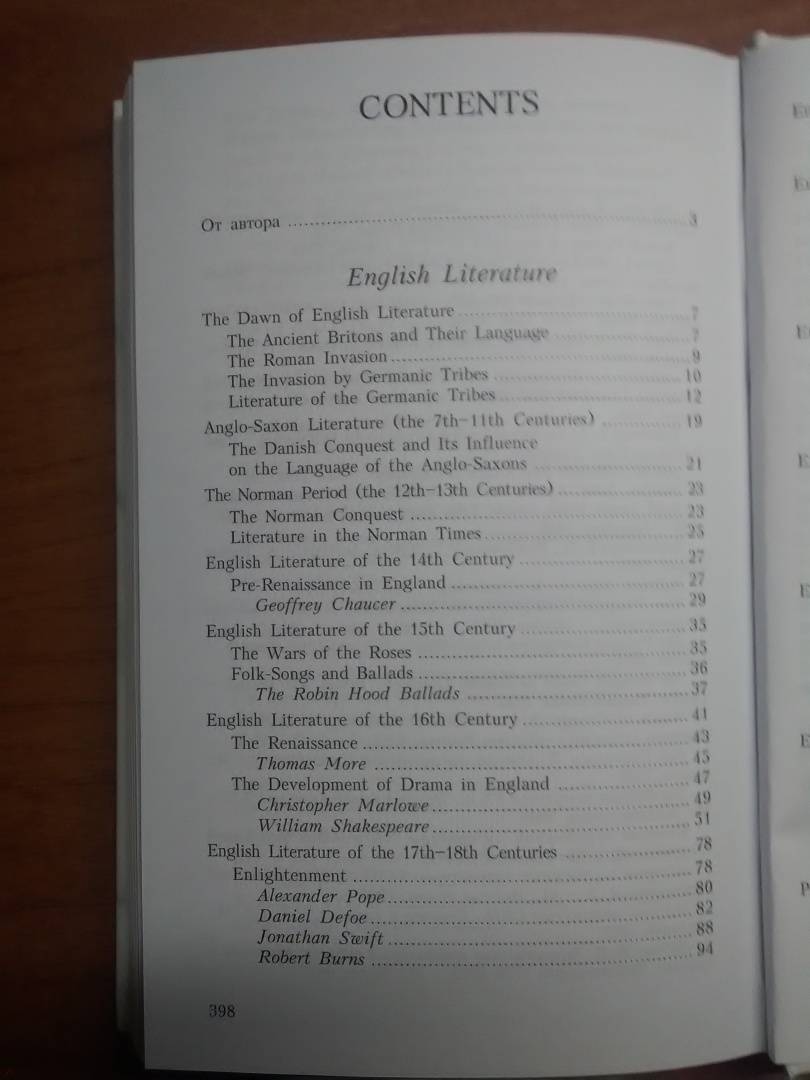 CONTENTS
От автора ........ 3
English Literature
The Dawn of English Literature ........ 7
The Ancient Britons and Their Language ........ 7
The Roman Invasion ........ 9
The Invasion by Germanic Tribes ........ 10
Literature of the Germanic Tribes ........ 12
Anglo-Saxon Literature (the 7th–11th Centuries) ........ 19
The Danish Conquest and Its Influence
on the Language of the Anglo-Saxons ........ 21
The Norman Period (the 12th–13th Centuries) ........ 23
The Norman Conquest ........ 23
Literature in the Norman Times ........ 25
English Literature of the 14th Century ........ 27
Pre-Renaissance in England ........ 27
Geoffrey Chaucer ........ 29
English Literature of the 15th Century ........ 35
The Wars of the Roses ........ 35
Folk-Songs and Ballads ........ 36
The Robin Hood Ballads ........ 37
English Literature of the 16th Century ........ 41
The Renaissance ........ 43
Thomas More ........ 45
The Development of Drama in England ........ 47
Christopher Marlowe ........ 49
William Shakespeare ........ 51
English Literature of the 17th–18th Centuries ........ 78
Enlightenment ........ 78
Alexander Pope ........ 80
Daniel Defoe ........ 82
Jonathan Swift ........ 88
Robert Burns ........ 94
398